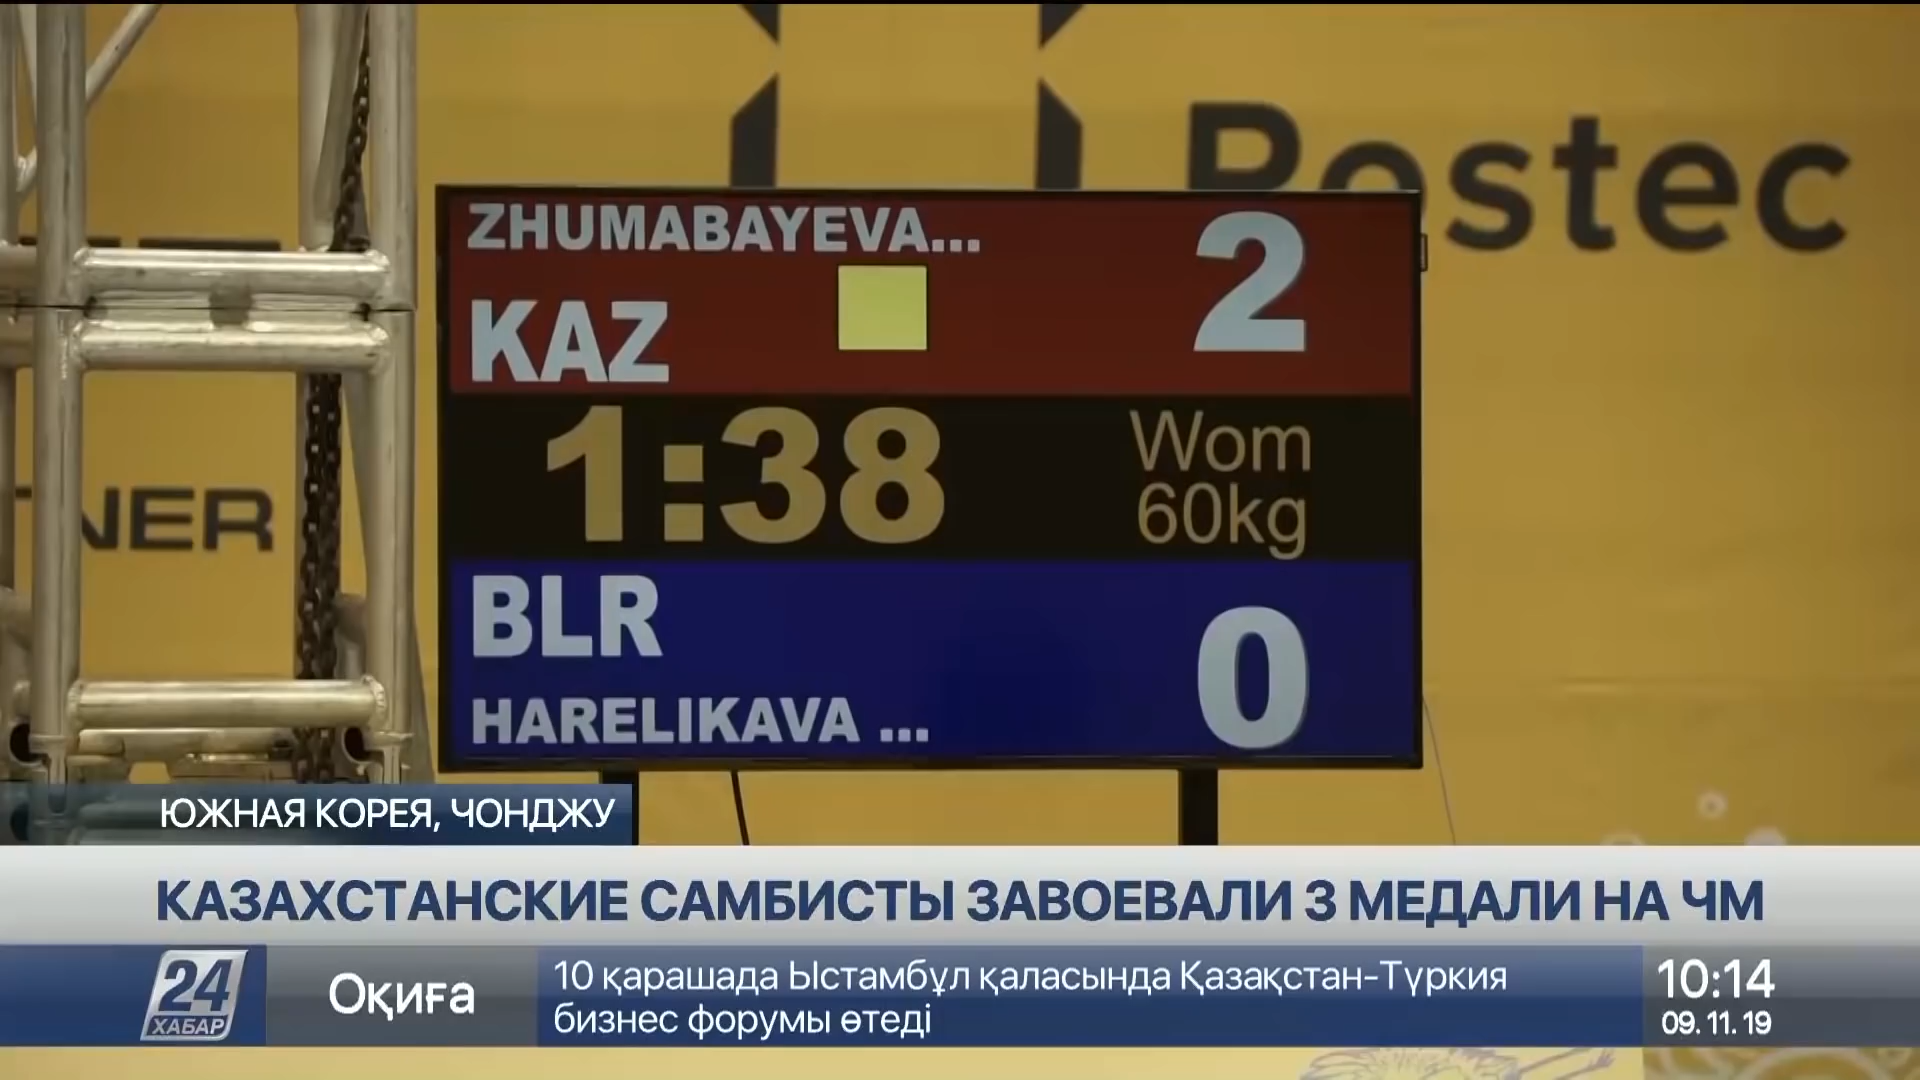 Rostec
ZHUMABAYEVA...
KAZ
2
1:38
Wom
60kg
BLR
0
HARELIKAVA ...
NER
ЮЖНАЯ КОРЕЯ, ЧОНДЖУ
КАЗАХСТАНСКИЕ САМБИСТЫ ЗАВОЕВАЛИ 3 МЕДАЛИ НА ЧМ
24
ХАБАР
Оқиға
10 қарашада Ыстамбұл қаласында Қазақстан-Түркия
бизнес форумы өтеді
10:14
09.11.19